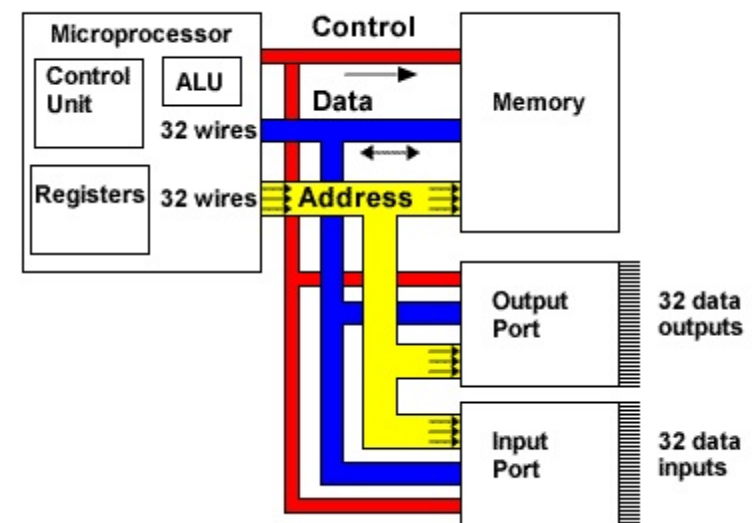 Microprocessor
Control
Unit
ALU
32 wires
Registers
32 wires
Control
Data
Address
Memory
Output
Port
32 data
outputs
Input
Port
32 data
inputs